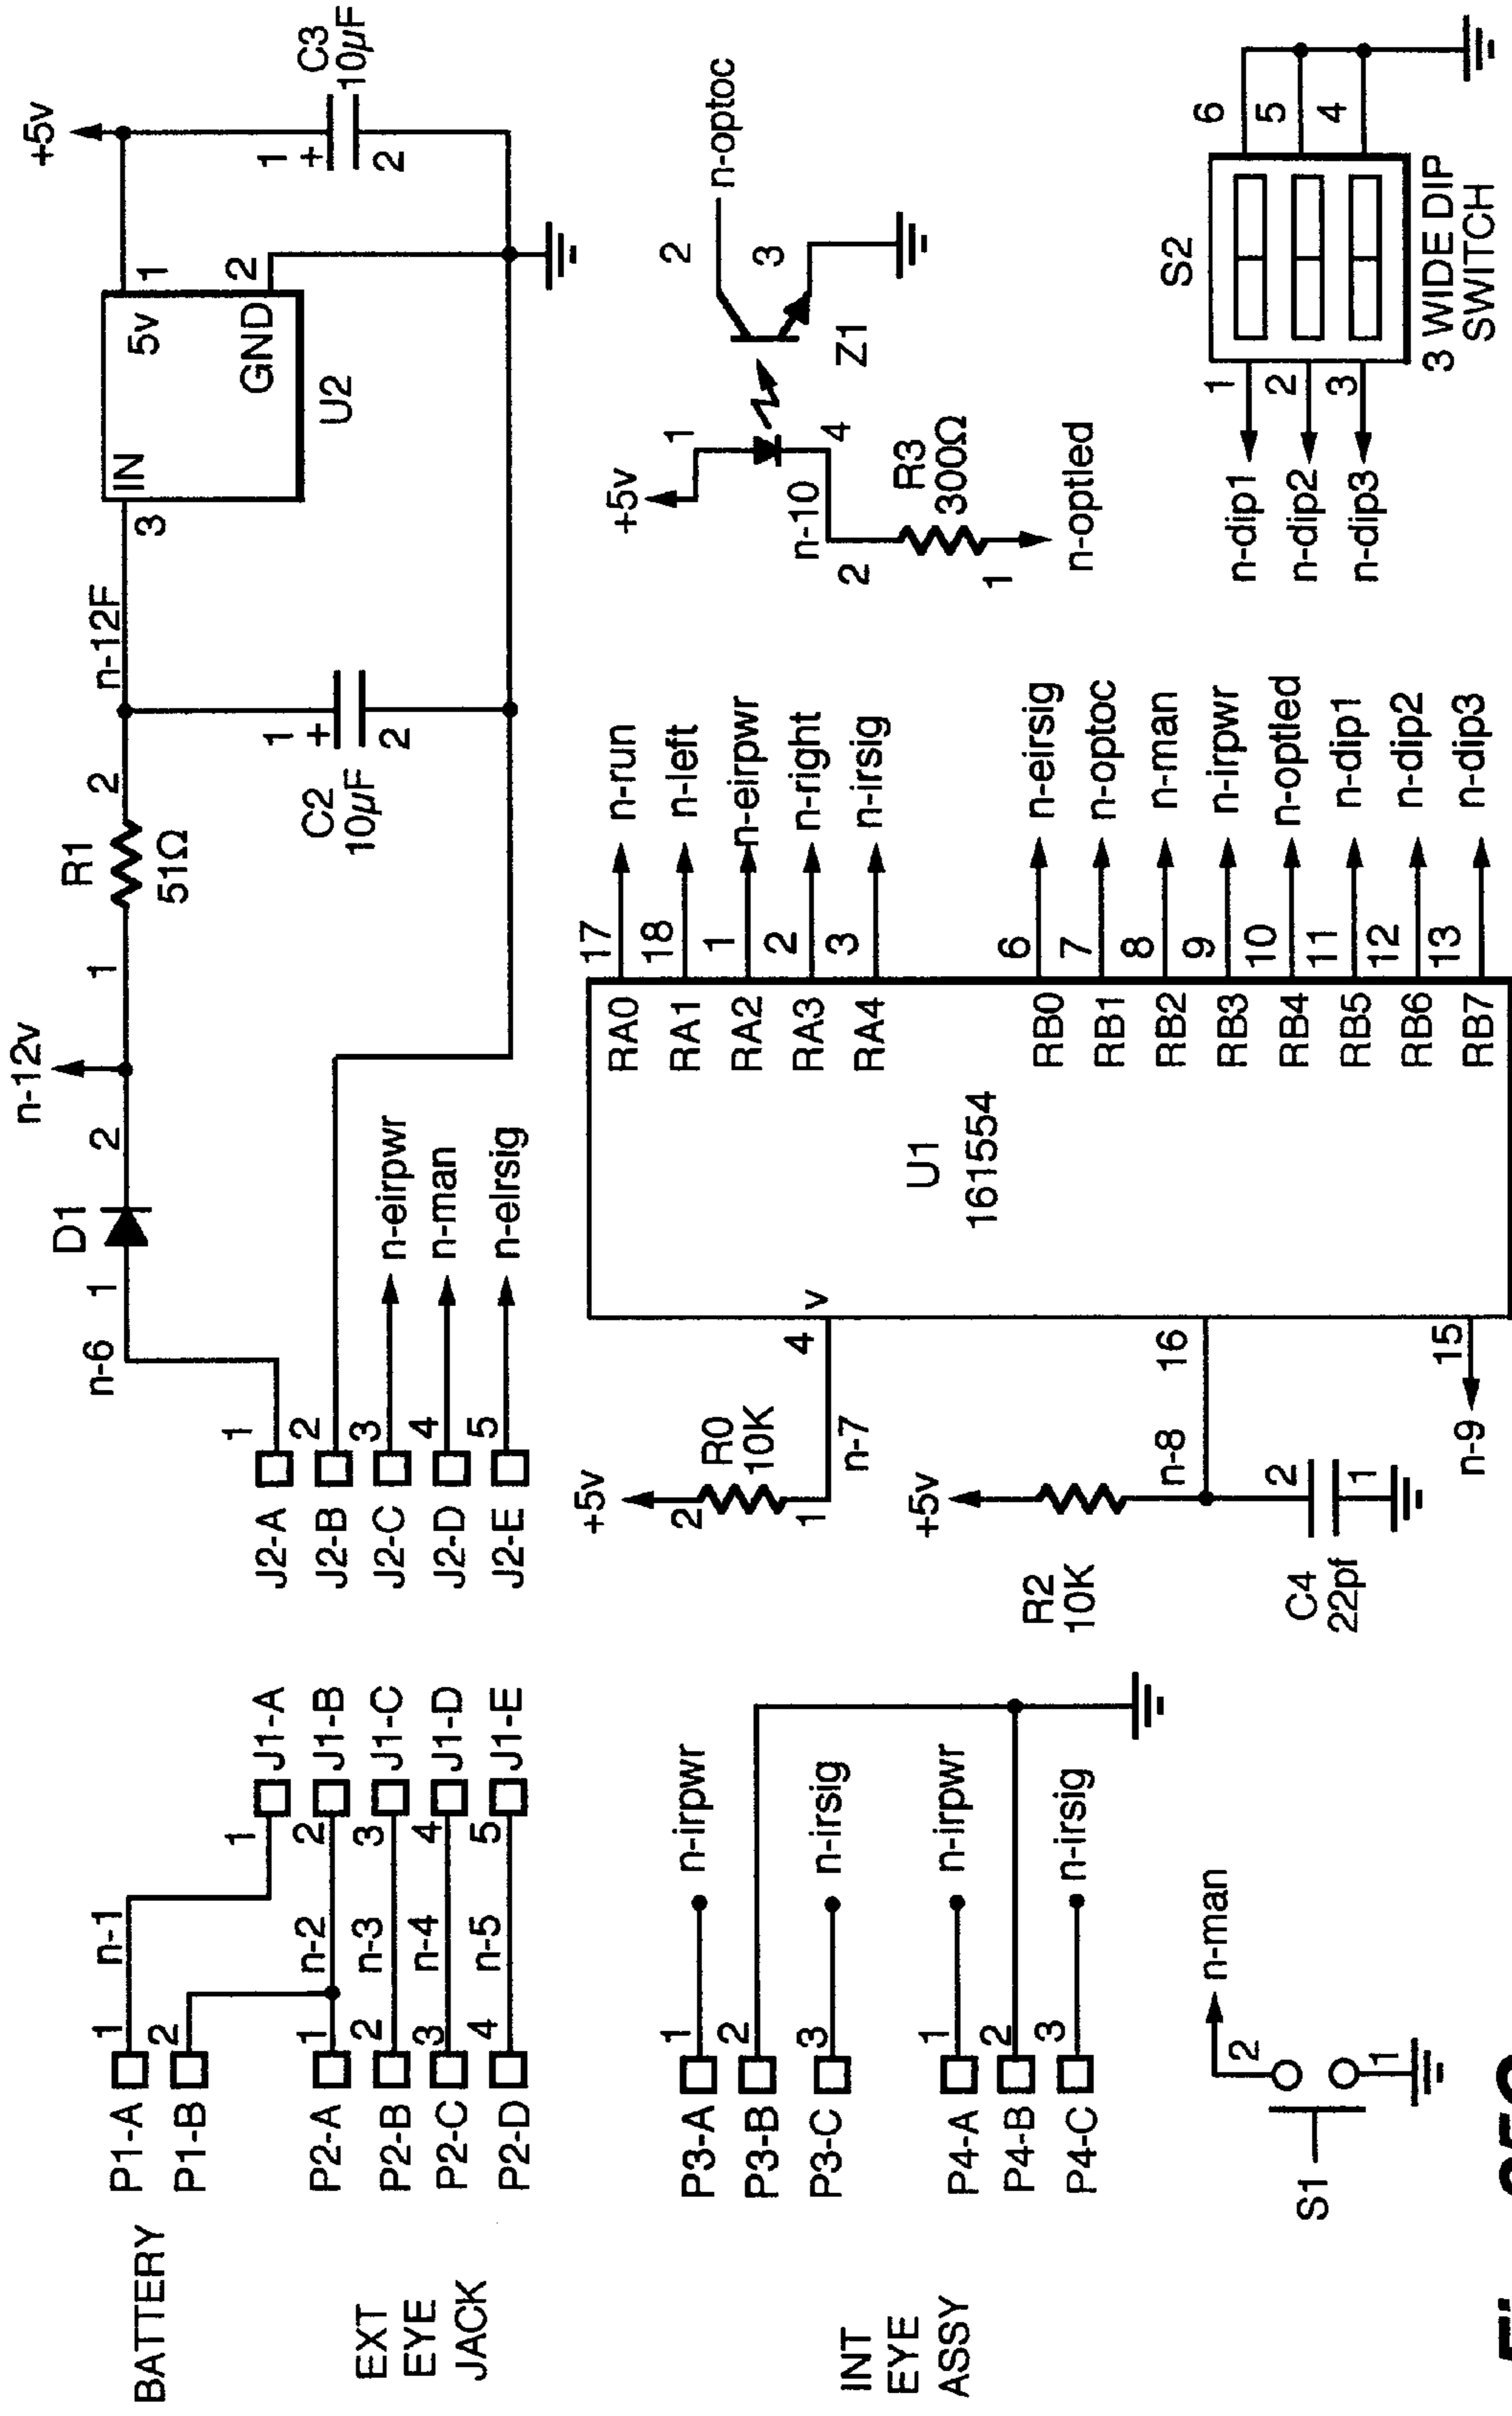 BATTERY
P1-A
1
n-1
P1-B
2
EXT
EYE
JACK
P2-A
1
n-2
P2-B
2
n-3
P2-C
3
n-4
P2-D
4
n-5
1
J1-A
2
J1-B
3
J1-C
4
J1-D
5
J1-E
J2-A
1
J2-B
2
J2-C
3
n-eirpwr
J2-D
4
n-man
J2-E
5
n-eIrsig
n-6
1
D1
2
n-12v
1
R1
51Ω
2
n-12F
C2
10µF
1
+
2
3
IN
5v
1
GND
2
U2
+5v
1
+
2
C3
10µF
INT
EYE
ASSY
P3-A
1
n-irpwr
P3-B
2
P3-C
3
n-irsig
P4-A
1
n-irpwr
P4-B
2
P4-C
3
n-irsig
S1
2
1
n-man
+5v
2
R0
10K
1
n-7
4
v
+5v
R2
10K
n-8
16
C4
22pf
2
1
n-9
15
U1
161554
RA0
17
n-run
RA1
18
n-left
RA2
1
n-eirpwr
RA3
2
n-right
RA4
3
n-irsig
RB0
6
n-eirsig
RB1
7
n-optoc
RB2
8
n-man
RB3
9
n-irpwr
RB4
10
n-optled
RB5
11
n-dip1
RB6
12
n-dip2
RB7
13
n-dip3
+5v
1
n-10
4
2
R3
300Ω
1
n-optled
Z1
2
n-optoc
3
S2
n-dip1
1
6
n-dip2
2
5
n-dip3
3
4
3 WIDE DIP
SWITCH